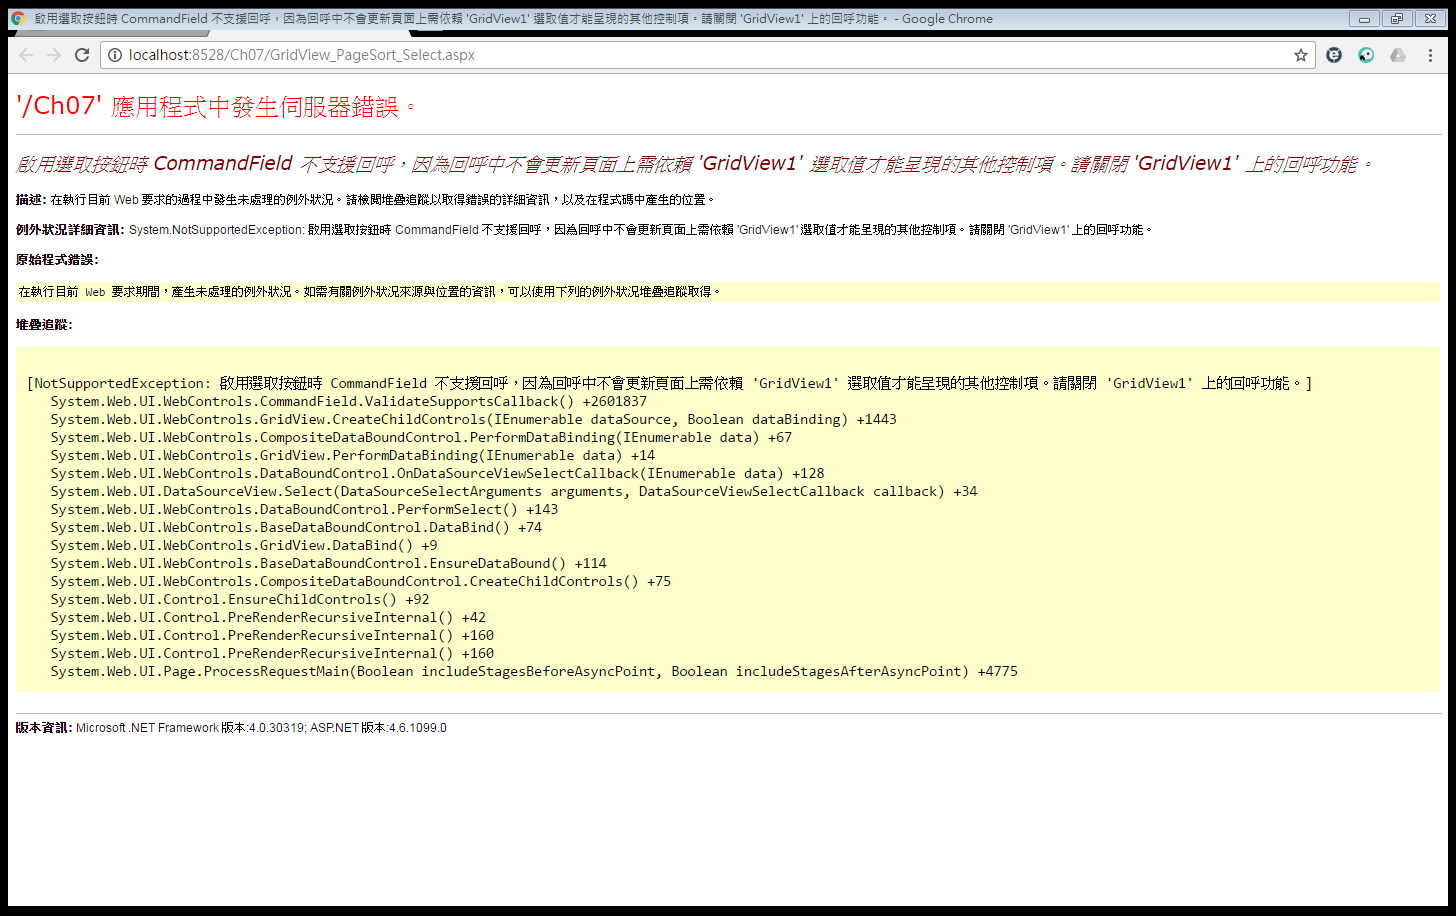 啟用選取按鈕時 CommandField 不支援回呼，因為回呼中不會更新頁面上需依賴 'GridView1' 選取值才能呈現的其他控制項。請關閉 'GridView1' 上的回呼功能。 - Google Chrome
localhost:8528/Ch07/GridView_PageSort_Select.aspx
'/Ch07' 應用程式中發生伺服器錯誤。
啟用選取按鈕時 CommandField 不支援回呼，因為回呼中不會更新頁面上需依賴 'GridView1' 選取值才能呈現的其他控制項。請關閉 'GridView1' 上的回呼功能。
描述: 在執行目前 Web 要求的過程中發生未處理的例外狀況。請檢閱堆疊追蹤以取得錯誤的詳細資訊，以及在程式碼中產生的位置。
例外狀況詳細資訊: System.NotSupportedException: 啟用選取按鈕時 CommandField 不支援回呼，因為回呼中不會更新頁面上需依賴 'GridView1' 選取值才能呈現的其他控制項。請關閉 'GridView1' 上的回呼功能。
原始程式錯誤:
在執行目前 Web 要求期間，產生未處理的例外狀況。如需有關例外狀況來源與位置的資訊，可以使用下列的例外狀況堆疊追蹤取得。
堆疊追蹤:
[NotSupportedException: 啟用選取按鈕時 CommandField 不支援回呼，因為回呼中不會更新頁面上需依賴 'GridView1' 選取值才能呈現的其他控制項。請關閉 'GridView1' 上的回呼功能。]
System.Web.UI.WebControls.CommandField.ValidateSupportsCallback() +2601837
System.Web.UI.WebControls.GridView.CreateChildControls(IEnumerable dataSource, Boolean dataBinding) +1443
System.Web.UI.WebControls.CompositeDataBoundControl.PerformDataBinding(IEnumerable data) +67
System.Web.UI.WebControls.GridView.PerformDataBinding(IEnumerable data) +14
System.Web.UI.WebControls.DataBoundControl.OnDataSourceViewSelectCallback(IEnumerable data) +128
System.Web.UI.DataSourceView.Select(DataSourceSelectArguments arguments, DataSourceViewSelectCallback callback) +34
System.Web.UI.WebControls.DataBoundControl.PerformSelect() +143
System.Web.UI.WebControls.BaseDataBoundControl.DataBind() +74
System.Web.UI.WebControls.GridView.DataBind() +9
System.Web.UI.WebControls.BaseDataBoundControl.EnsureDataBound() +114
System.Web.UI.WebControls.CompositeDataBoundControl.CreateChildControls() +75
System.Web.UI.Control.EnsureChildControls() +92
System.Web.UI.Control.PreRenderRecursiveInternal() +42
System.Web.UI.Control.PreRenderRecursiveInternal() +160
System.Web.UI.Control.PreRenderRecursiveInternal() +160
System.Web.UI.Page.ProcessRequestMain(Boolean includeStagesBeforeAsyncPoint, Boolean includeStagesAfterAsyncPoint) +4775
版本資訊: Microsoft .NET Framework 版本:4.0.30319; ASP.NET 版本:4.6.1099.0